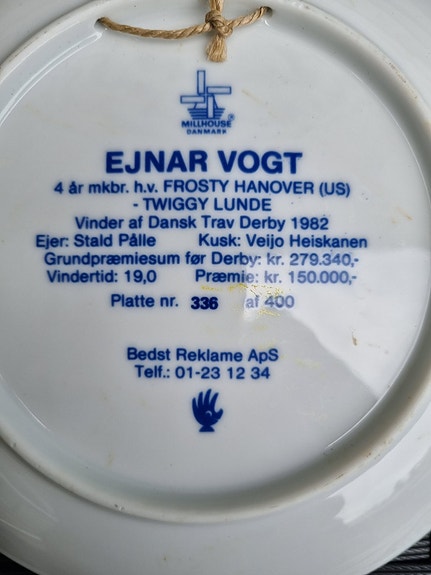 MILLHOUSE®
DANMARK
EJNAR VOGT
4 år mkbr. h.v. FROSTY HANOVER (US)
- TWIGGY LUNDE
Vinder af Dansk Trav Derby 1982
Ejer: Stald Pålle Kusk: Veijo Heiskanen
Grundpræmiesum før Derby: kr. 279.340,-
Vindertid: 19,0 Præmie: kr. 150.000,-
Platte nr. 336 af 400
Bedst Reklame ApS
Telf.: 01-23 12 34